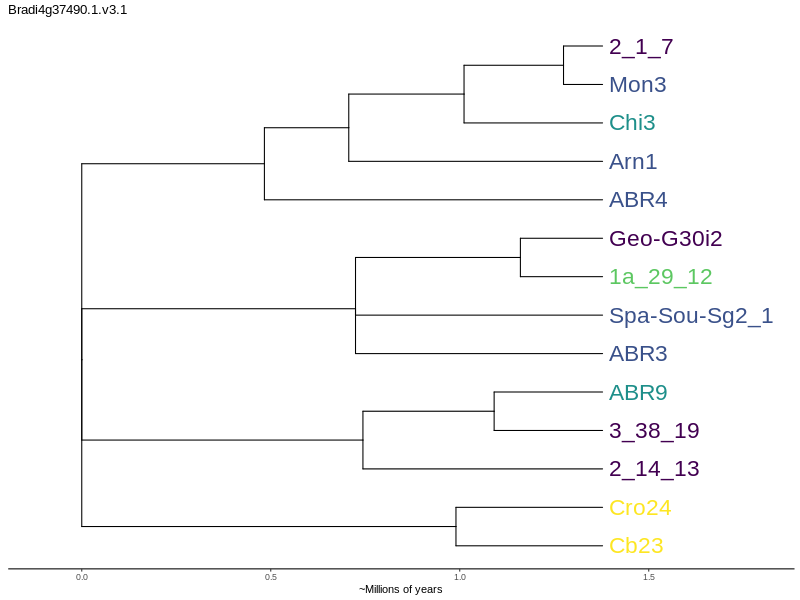 Bradi4g37490.1.v3.1
2_1_7
Mon3
Chi3
Arn1
ABR4
Geo-G30i2
1a_29_12
Spa-Sou-Sg2_1
ABR3
ABR9
3_38_19
2_14_13
Cro24
Cb23
0.0 0.5 1.0 1.5
~Millions of years